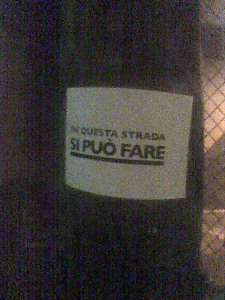 IN QUESTA STRADA
SI PUÒ FARE